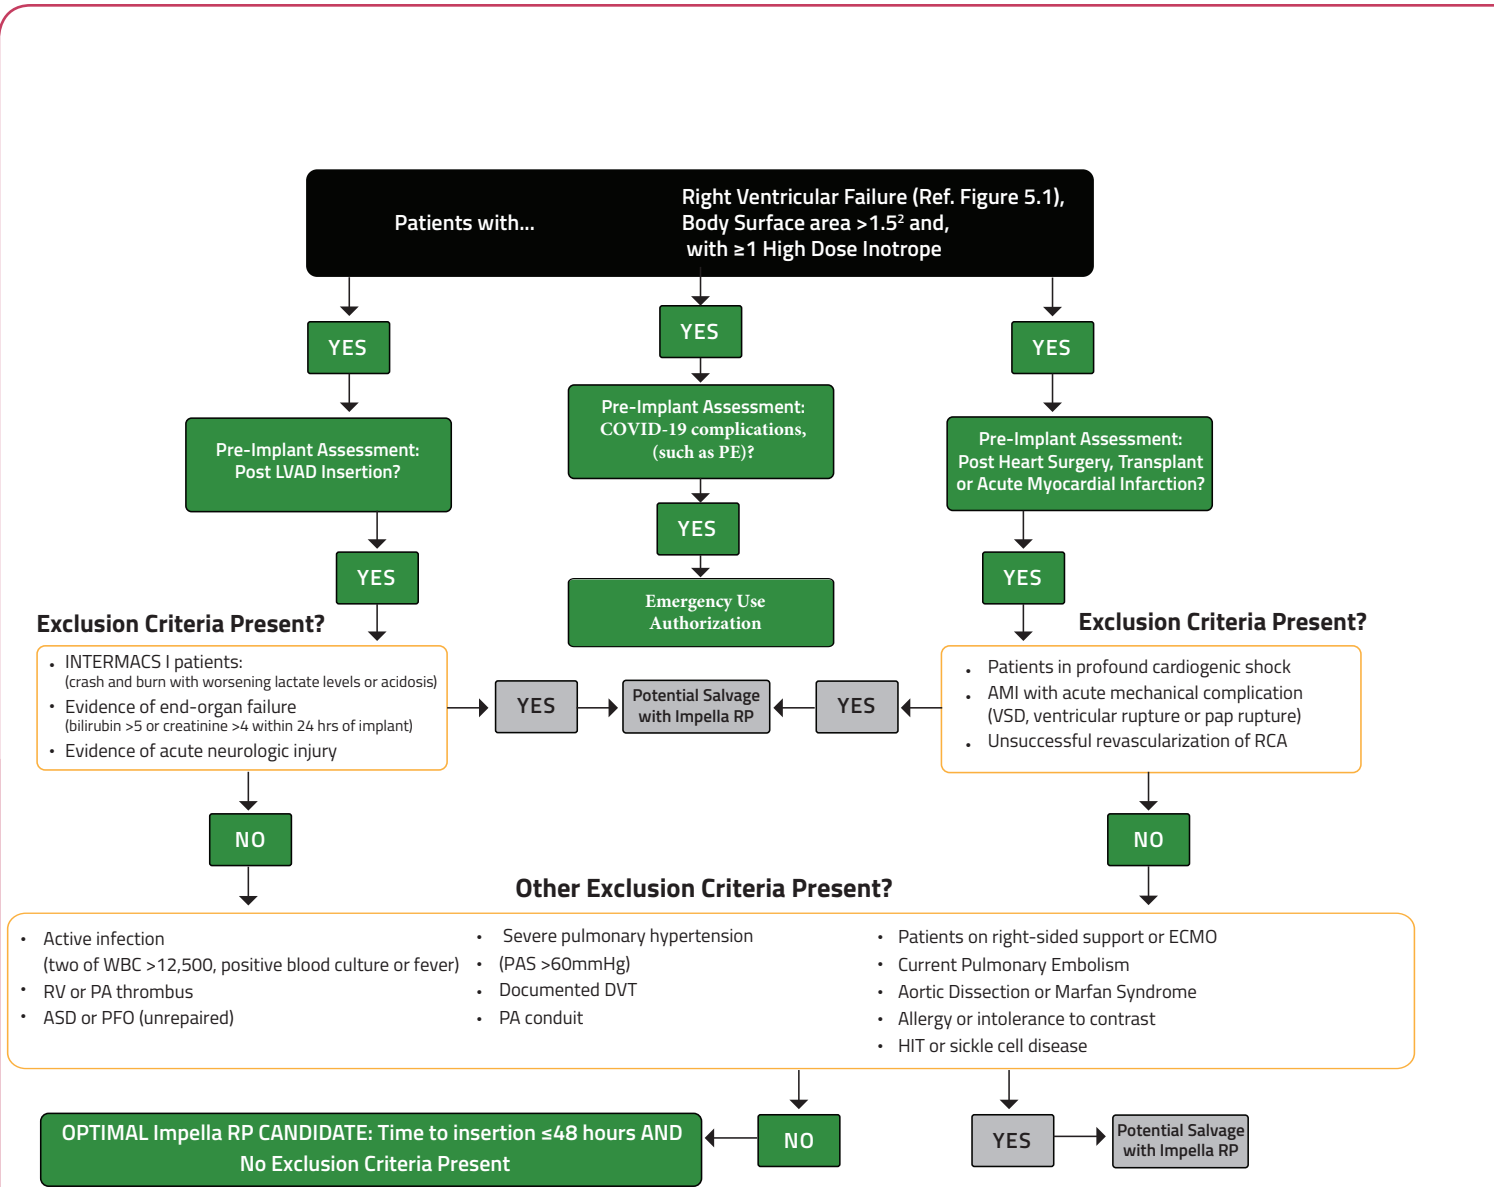 Patients with...
Right Ventricular Failure (Ref. Figure 5.1),
Body Surface area >1.5² and,
with ≥1 High Dose Inotrope
YES
YES
YES
Pre-Implant Assessment:
Post LVAD Insertion?
Pre-Implant Assessment:
COVID-19 complications,
(such as PE)?
Pre-Implant Assessment:
Post Heart Surgery, Transplant
or Acute Myocardial Infarction?
YES
YES
YES
Emergency Use
Authorization
Exclusion Criteria Present?
• INTERMACS I patients:
(crash and burn with worsening lactate levels or acidosis)
• Evidence of end-organ failure
(bilirubin >5 or creatinine >4 within 24 hrs of implant)
• Evidence of acute neurologic injury
YES
Potential Salvage
with Impella RP
YES
Exclusion Criteria Present?
• Patients in profound cardiogenic shock
• AMI with acute mechanical complication
(VSD, ventricular rupture or pap rupture)
• Unsuccessful revascularization of RCA
NO
NO
Other Exclusion Criteria Present?
• Active infection
(two of WBC >12,500, positive blood culture or fever)
• RV or PA thrombus
• ASD or PFO (unrepaired)
• Severe pulmonary hypertension
• (PAS >60mmHg)
• Documented DVT
• PA conduit
• Patients on right-sided support or ECMO
• Current Pulmonary Embolism
• Aortic Dissection or Marfan Syndrome
• Allergy or intolerance to contrast
• HIT or sickle cell disease
OPTIMAL Impella RP CANDIDATE: Time to insertion ≤48 hours AND
No Exclusion Criteria Present
NO
YES
Potential Salvage
with Impella RP